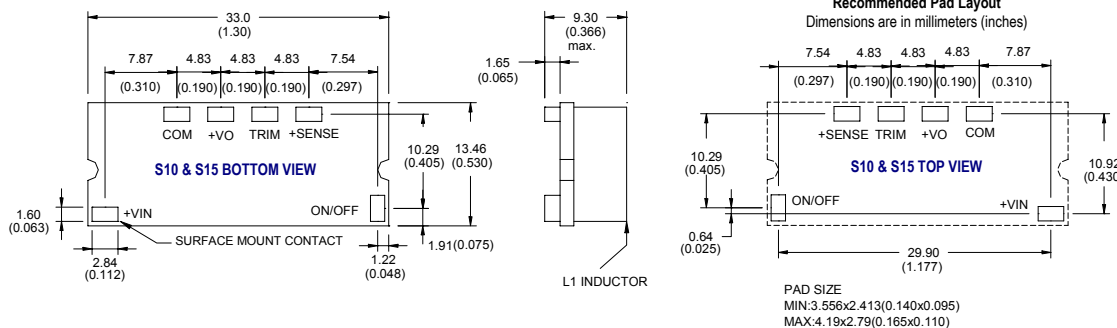 33.0
(1.30)
7.87 4.83 4.83 4.83 7.54
(0.310) (0.190) (0.190) (0.190) (0.297)
COM +VO TRIM +SENSE
S10 & S15 BOTTOM VIEW
10.29
(0.405)
13.46
(0.530)
1.60
(0.063)
+VIN
ON/OFF
SURFACE MOUNT CONTACT
2.84
(0.112)
1.22
(0.048)
1.91(0.075)
9.30
(0.366)
max.
1.65
(0.065)
L1 INDUCTOR
Recommended Pad Layout
Dimensions are in millimeters (inches)
7.54 4.83 4.83 4.83 7.87
(0.297) (0.190) (0.190) (0.190) (0.310)
+SENSE TRIM +VO COM
S10 & S15 TOP VIEW
10.29
(0.405)
10.92
(0.430)
ON/OFF
+VIN
0.64
(0.025)
29.90
(1.177)
PAD SIZE
MIN:3.556x2.413(0.140x0.095)
MAX:4.19x2.79(0.165x0.110)